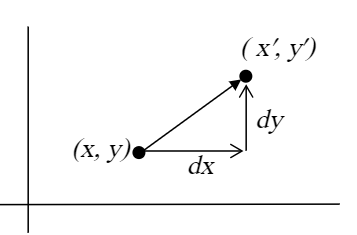 ( x′, y′)
dy
(x, y)
dx